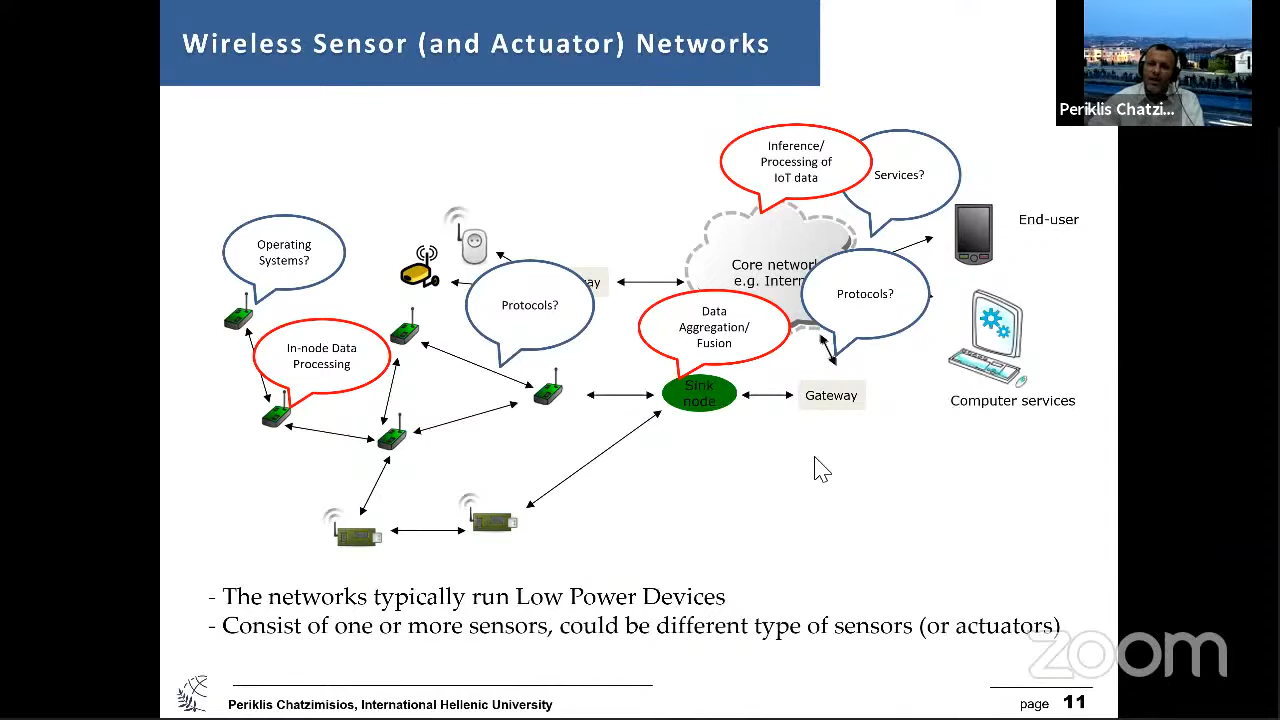 Wireless Sensor (and Actuator) Networks
Periklis Chatzi...
Inference/
Processing of
IoT data
Services?
End-user
Operating
Systems?
Core network
e.g. Intern
ay
Protocols?
Protocols?
Data
Aggregation/
Fusion
In-node Data
Processing
Sink
node
Gateway
Computer services
- The networks typically run Low Power Devices
- Consist of one or more sensors, could be different type of sensors (or actuators)
zoom
Periklis Chatzimisios, International Hellenic University
page 11